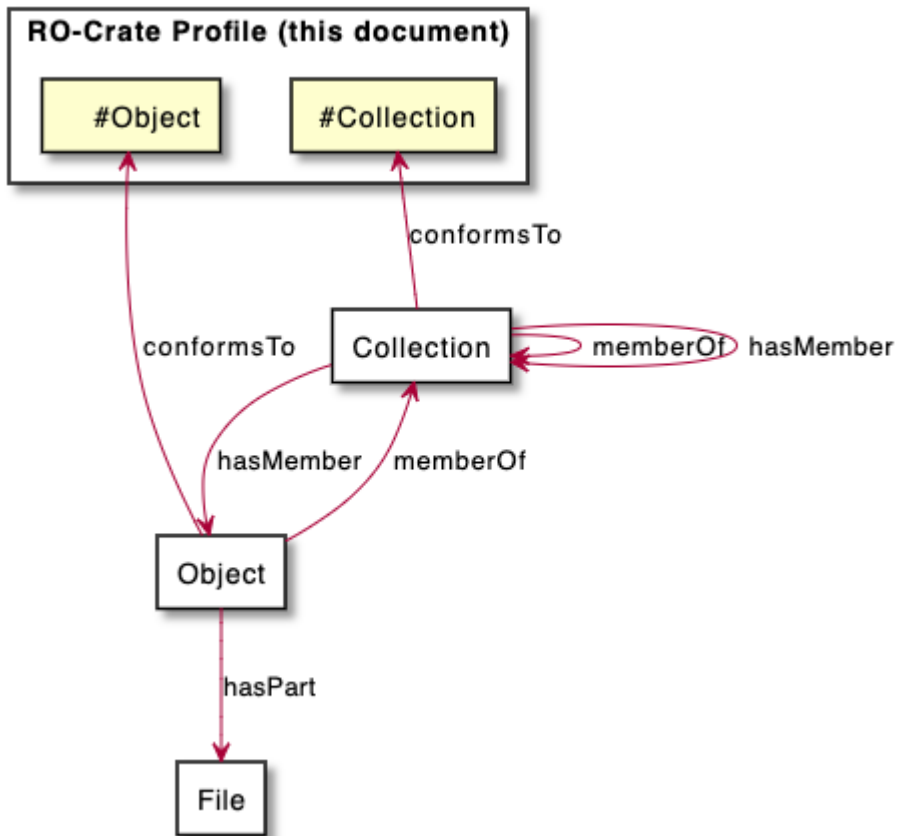 RO-Crate Profile (this document)
#Object
#Collection
conformsTo
conformsTo
Collection
memberOf
hasMember
hasMember
memberOf
Object
hasPart
File